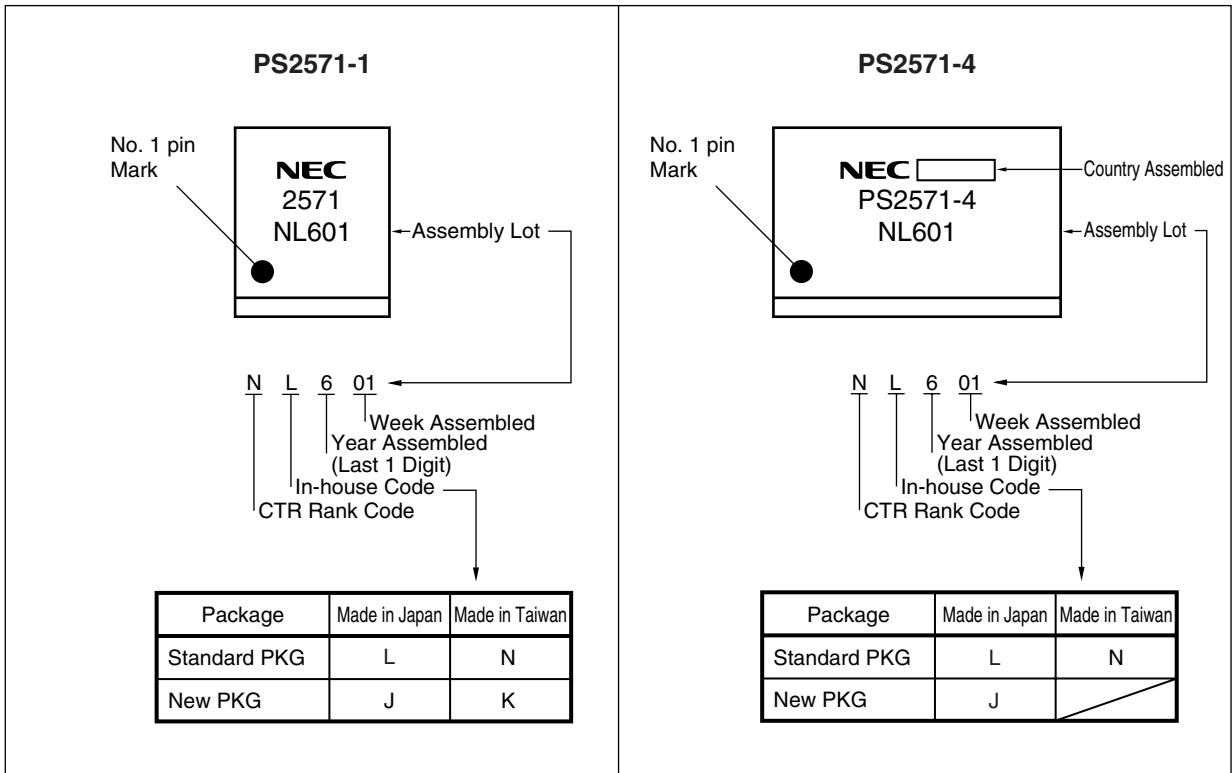 PS2571-1
No. 1 pin
Mark
NEC
2571
NL601
Assembly Lot
N L 6 01
Week Assembled
Year Assembled
(Last 1 Digit)
In-house Code
CTR Rank Code
Package Made in Japan Made in Taiwan
Standard PKG L N
New PKG J K
PS2571-4
No. 1 pin
Mark
NEC
Country Assembled
PS2571-4
NL601
Assembly Lot
N L 6 01
Week Assembled
Year Assembled
(Last 1 Digit)
In-house Code
CTR Rank Code
Package Made in Japan Made in Taiwan
Standard PKG L N
New PKG J